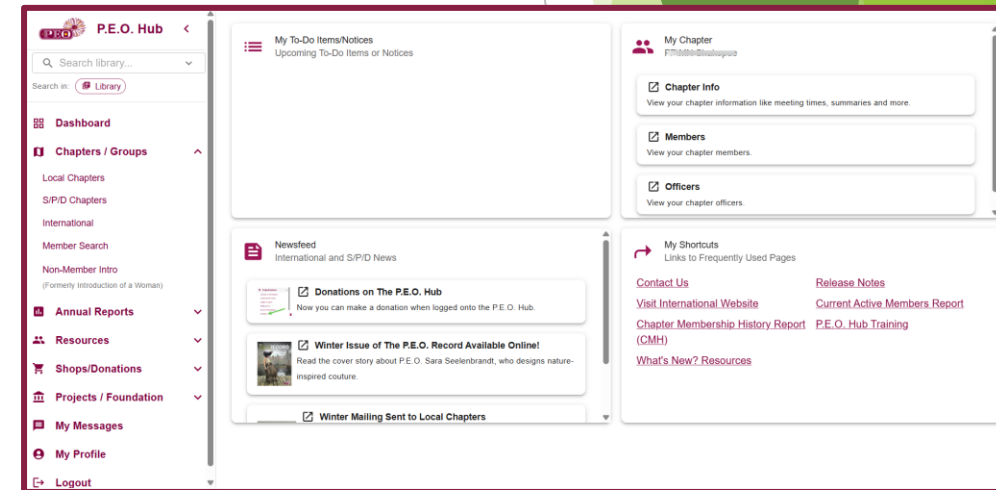 PEO
P.E.O. Hub
Search library...
Search in: Library
Dashboard
Chapters / Groups
Local Chapters
S/P/D Chapters
International
Member Search
Non-Member Intro
(Formerly Introduction of a Woman)
Annual Reports
Resources
Shops/Donations
Projects / Foundation
My Messages
My Profile
Logout
My To-Do Items/Notices
Upcoming To-Do Items or Notices
My Chapter
Chapter Info
View your chapter information like meeting times, summaries and more.
Members
View your chapter members.
Officers
View your chapter officers.
Newsfeed
International and S/P/D News
Donations on The P.E.O. Hub
Now you can make a donation when logged onto the P.E.O. Hub.
Winter Issue of The P.E.O. Record Available Online!
Read the cover story about P.E.O. Sara Seelenbrandt, who designs nature-
inspired couture.
Winter Mailing Sent to Local Chapters
My Shortcuts
Links to Frequently Used Pages
Contact Us
Visit International Website
Chapter Membership History Report
(CMH)
What's New? Resources
Release Notes
Current Active Members Report
P.E.O. Hub Training